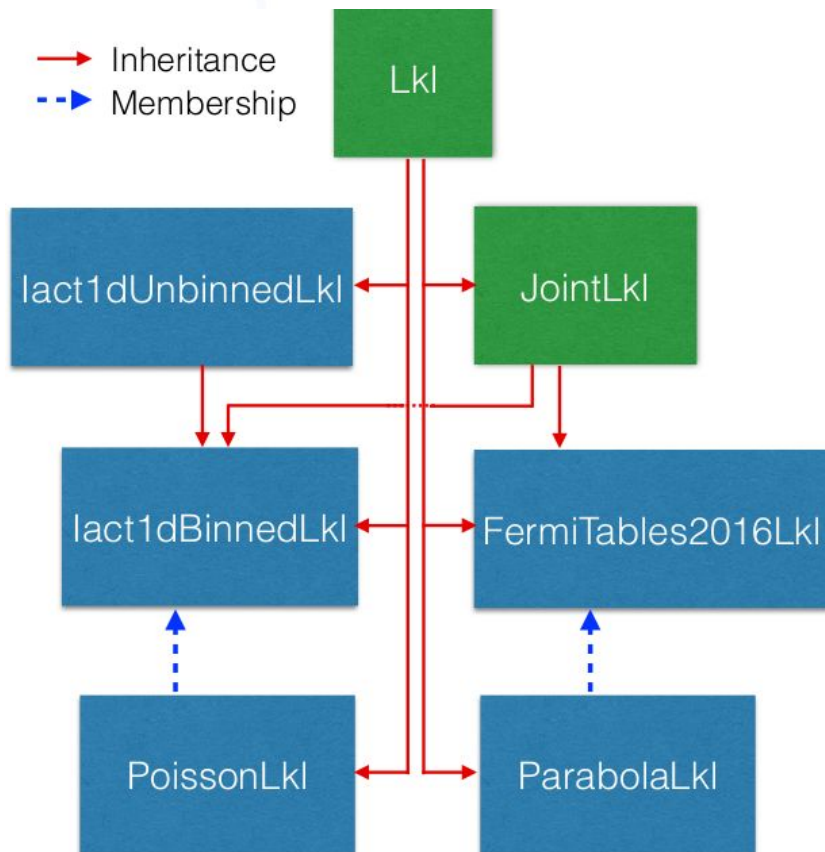 Inheritance
Membership
Lkl
Iact1dUnbinnedLkl
JointLkl
Iact1dBinnedLkl
FermiTables2016Lkl
PoissonLkl
ParabolaLkl